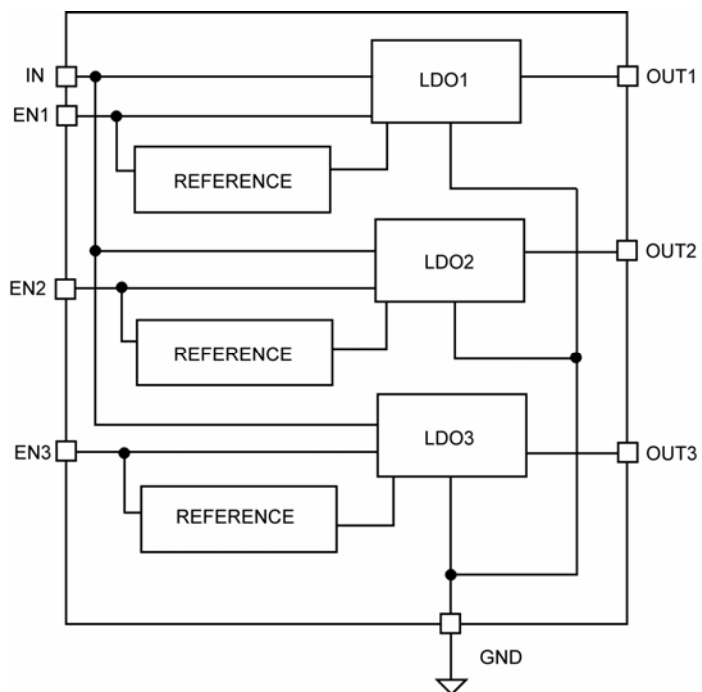 IN
LDO1
OUT1
EN1
REFERENCE
LDO2
OUT2
EN2
REFERENCE
LDO3
EN3
OUT3
REFERENCE
GND